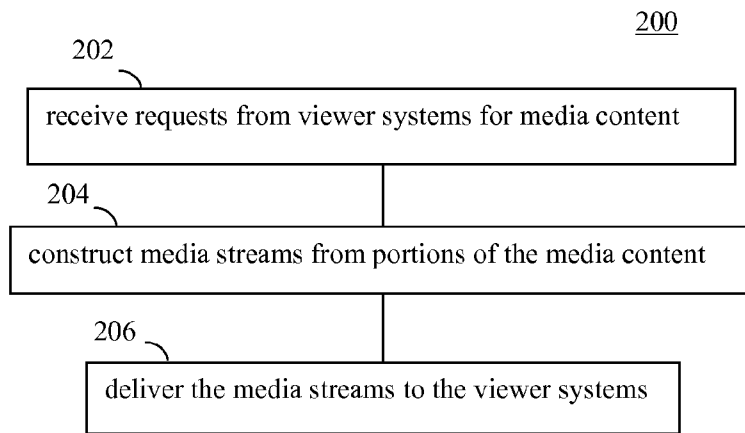 200
202
receive requests from viewer systems for media content
204
construct media streams from portions of the media content
206
deliver the media streams to the viewer systems